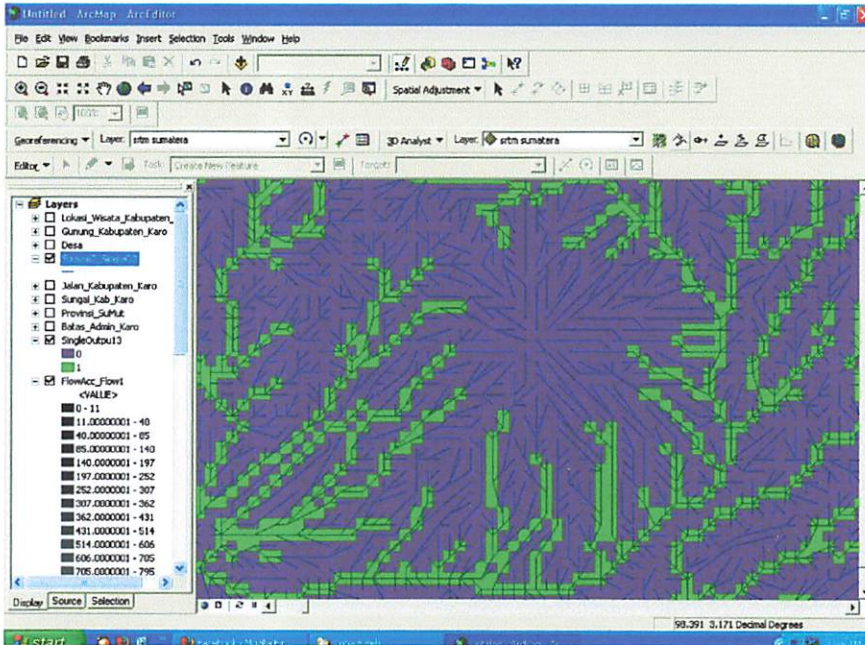 Untitled - ArcMap - ArcEditor
File Edit View Bookmarks Insert Selection Tools Window Help
Spatial Adjustment
100%
Georeferencing Layer: srtm sumatera 3D Analyst Layer: srtm sumatera
Editor Task: Create New Feature Target:
Layers
Lokasi_Wisata_Kabupaten_
Gunung_Kabupaten_Karo
Desa
Jalan_Kabupaten_Karo
Sungai_Kab_Karo
Provinsi_SuMut
Batas_Admin_Karo
SingleOutpu13
0
1
FlowAcc_Flow1
<VALUE>
0 - 11
11.00000001 - 40
40.00000001 - 85
85.00000001 - 140
140.0000001 - 197
197.0000001 - 252
252.0000001 - 307
307.0000001 - 362
362.0000001 - 431
431.0000001 - 514
514.0000001 - 606
606.0000001 - 705
705.0000001 - 795
Display Source Selection
98.391 3.171 Decimal Degrees
start